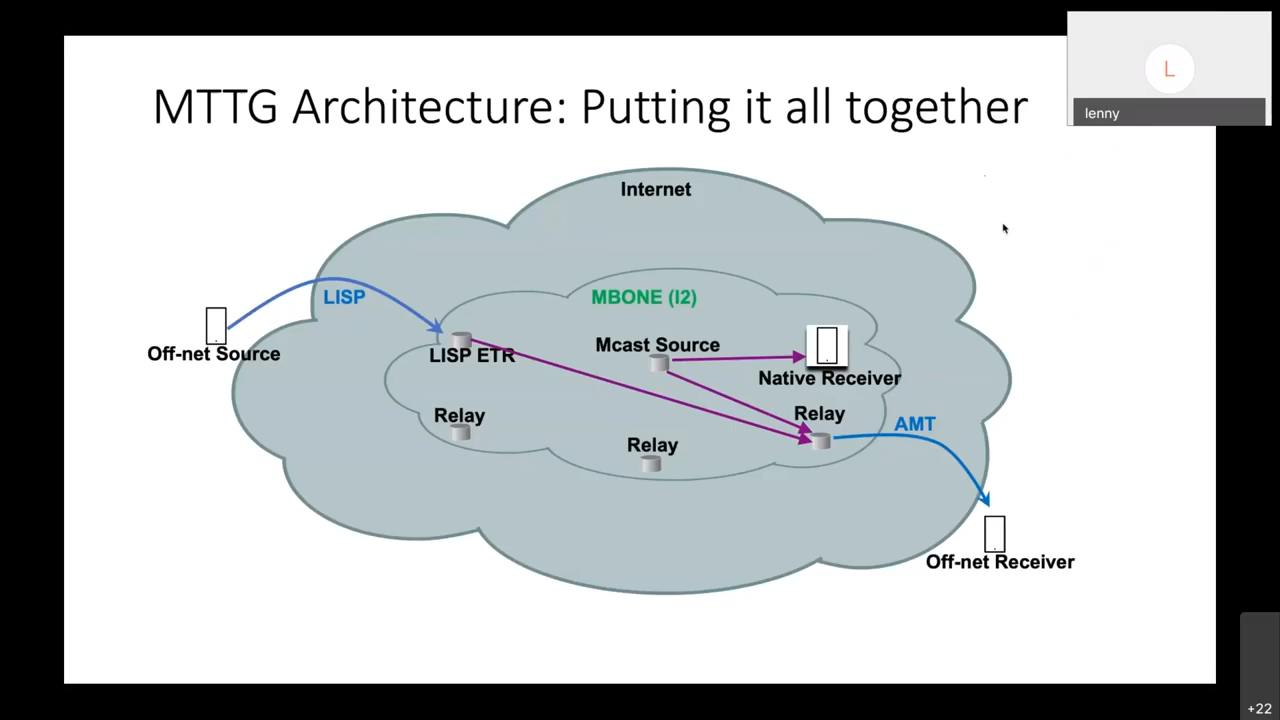 MTTG Architecture: Putting it all together
L
lenny
Internet
LISP
MBONE (I2)
Off-net Source
LISP ETR
Mcast Source
Native Receiver
Relay
Relay
Relay
AMT
Off-net Receiver
+22